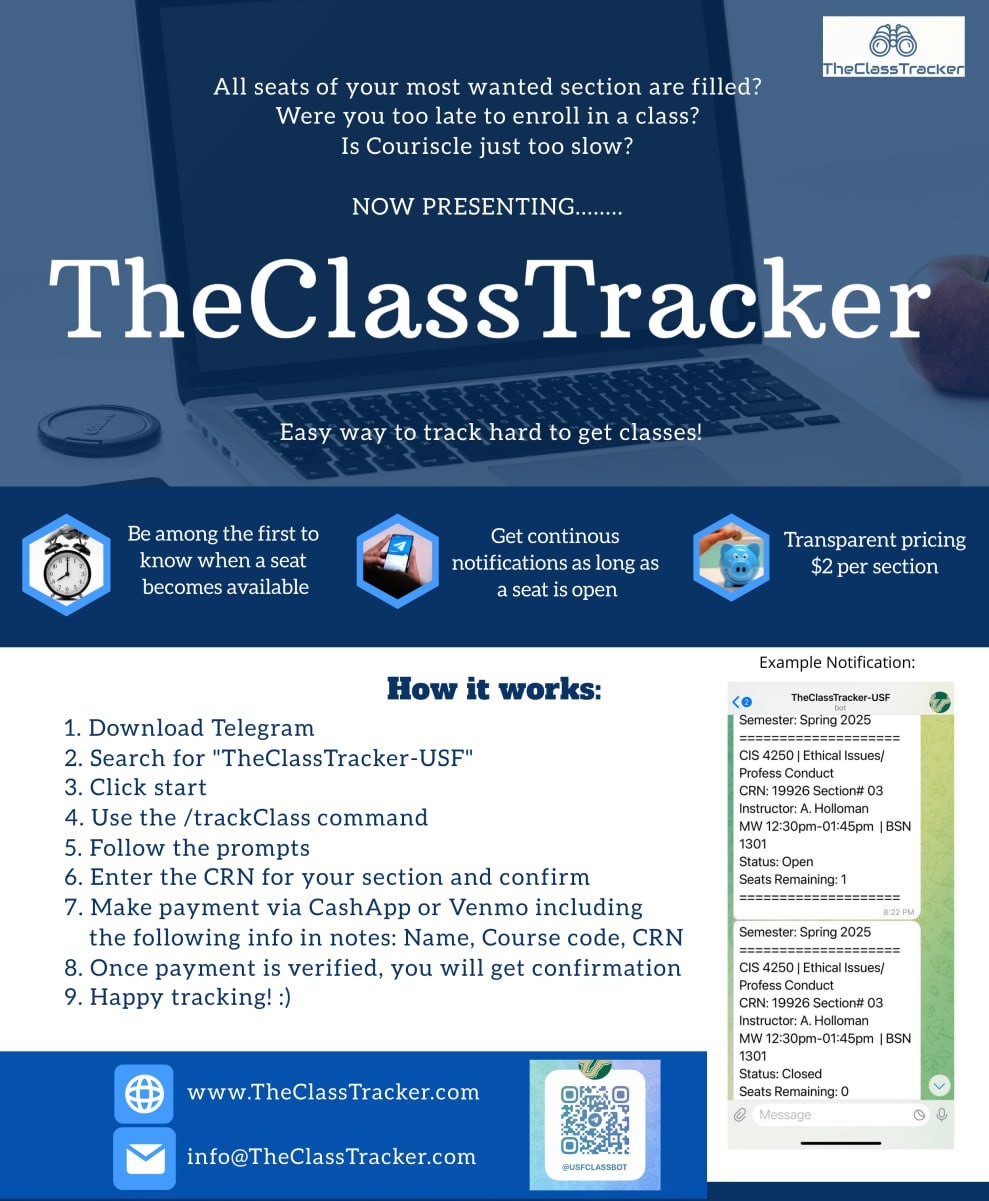 TheClassTracker
All seats of your most wanted section are filled?
Were you too late to enroll in a class?
Is Couriscle just too slow?
NOW PRESENTING........
TheClassTracker
Easy way to track hard to get classes!
Be among the first to
know when a seat
becomes available
Get continous
notifications as long as
a seat is open
Transparent pricing
$2 per section
How it works:
1. Download Telegram
2. Search for "TheClassTracker-USF"
3. Click start
4. Use the /trackClass command
5. Follow the prompts
6. Enter the CRN for your section and confirm
7. Make payment via CashApp or Venmo including
the following info in notes: Name, Course code, CRN
8. Once payment is verified, you will get confirmation
9. Happy tracking! :)
Example Notification:
2
TheClassTracker-USF
bot
Semester: Spring 2025
=====================
CIS 4250 | Ethical Issues/
Profess Conduct
CRN: 19926 Section# 03
Instructor: A. Holloman
MW 12:30pm-01:45pm | BSN
1301
Status: Open
Seats Remaining: 1
=====================
8:22 PM
Semester: Spring 2025
=====================
CIS 4250 | Ethical Issues/
Profess Conduct
CRN: 19926 Section# 03
Instructor: A. Holloman
MW 12:30pm-01:45pm | BSN
1301
Status: Closed
Seats Remaining: 0
Message
www.TheClassTracker.com
info@TheClassTracker.com
@USFCLASSBOT